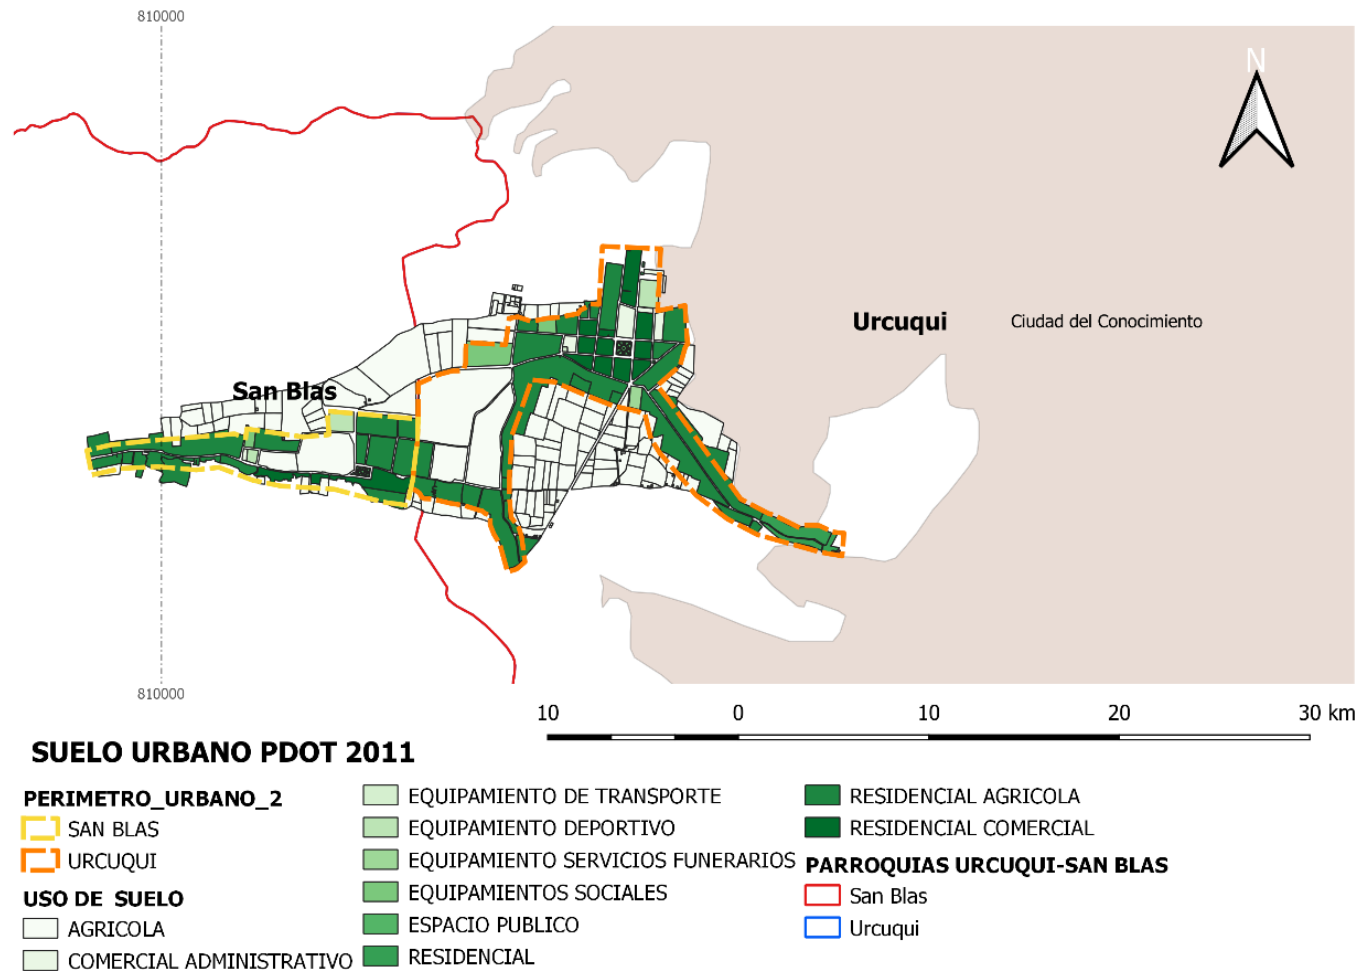 810000
N
Urcuqui
Ciudad del Conocimiento
San Blas
810000
10 0 10 20 30 km
SUELO URBANO PDOT 2011
PERIMETRO_URBANO_2
SAN BLAS
URCUQUI
USO DE SUELO
AGRICOLA
COMERCIAL ADMINISTRATIVO
EQUIPAMIENTO DE TRANSPORTE
EQUIPAMIENTO DEPORTIVO
EQUIPAMIENTO SERVICIOS FUNERARIOS
EQUIPAMIENTOS SOCIALES
ESPACIO PUBLICO
RESIDENCIAL
RESIDENCIAL AGRICOLA
RESIDENCIAL COMERCIAL
PARROQUIAS URCUQUI-SAN BLAS
San Blas
Urcuqui